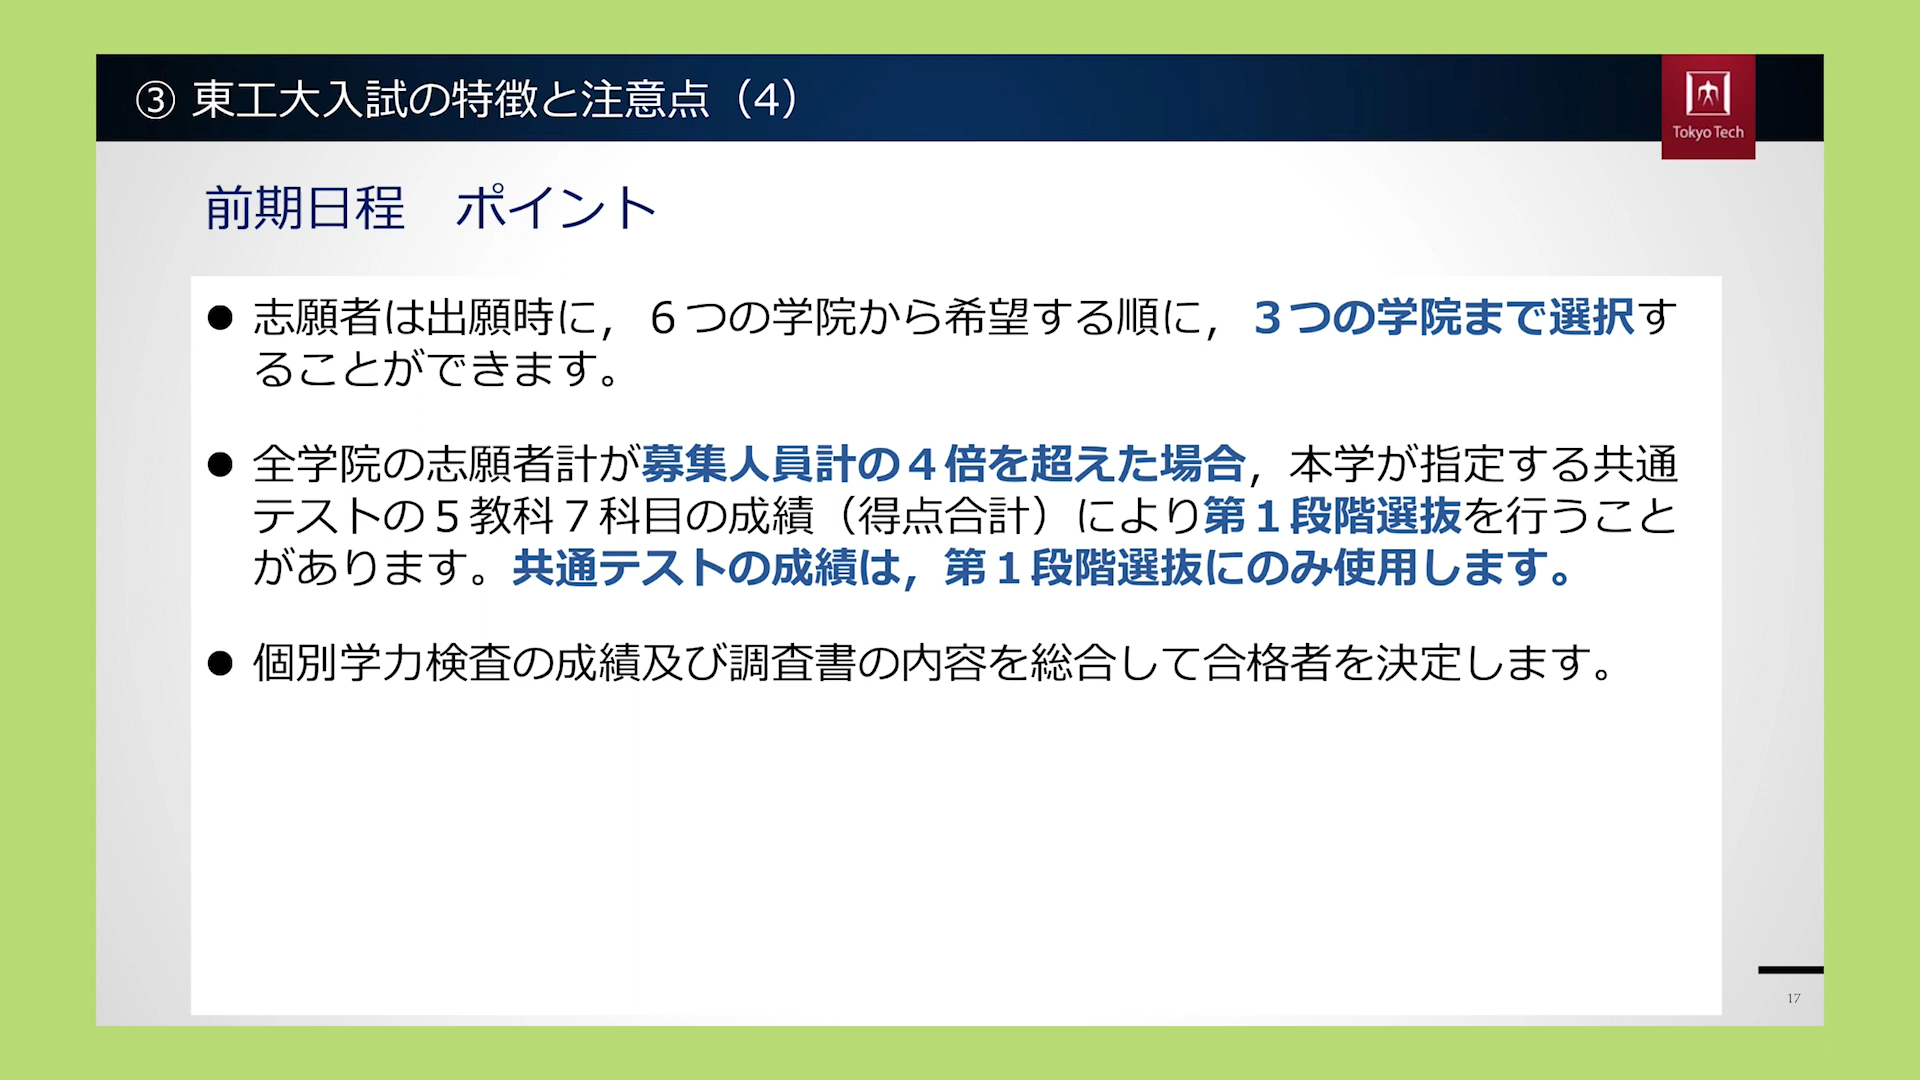 ③ 東工大入試の特徴と注意点（4）
Tokyo Tech
前期日程　ポイント
● 志願者は出願時に，６つの学院から希望する順に，３つの学院まで選択す
ることができます。
● 全学院の志願者計が募集人員計の４倍を超えた場合，本学が指定する共通
テストの５教科７科目の成績（得点合計）により第１段階選抜を行うこと
があります。共通テストの成績は，第１段階選抜にのみ使用します。
● 個別学力検査の成績及び調査書の内容を総合して合格者を決定します。
17